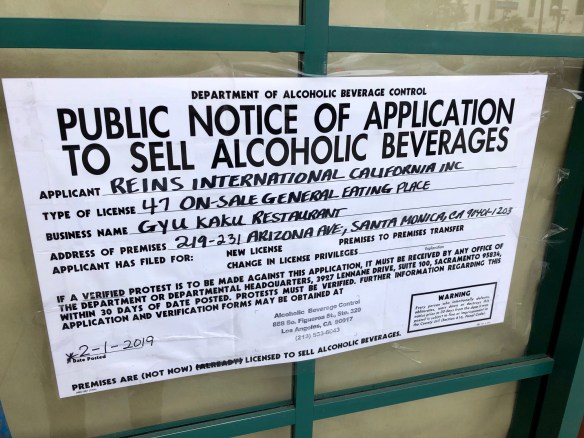 DEPARTMENT OF ALCOHOLIC BEVERAGE CONTROL
PUBLIC NOTICE OF APPLICATION
TO SELL ALCOHOLIC BEVERAGES
APPLICANT REINS INTERNATIONAL CALIFORNIA INC
TYPE OF LICENSE 47 ON-SALE GENERAL EATING PLACE
BUSINESS NAME GYU KAKU RESTAURANT
ADDRESS OF PREMISES 219-231 ARIZONA AVE, SANTA MONICA, CA 90401-1203
APPLICANT HAS FILED FOR: NEW LICENSE PREMISES TO PREMISES TRANSFER
CHANGE IN LICENSE PRIVILEGES
Explanation
IF A VERIFIED PROTEST IS TO BE MADE AGAINST THIS APPLICATION, IT MUST BE RECEIVED BY ANY OFFICE OF
THE DEPARTMENT OR DEPARTMENTAL HEADQUARTERS, 3927 LENNANE DRIVE, SUITE 100, SACRAMENTO 95834,
WITHIN 30 DAYS OF DATE POSTED. PROTESTS MUST BE VERIFIED. FURTHER INFORMATION REGARDING THIS
APPLICATION AND VERIFICATION FORMS MAY BE OBTAINED AT
Alcoholic Beverage Control
888 So. Figueroa St., Ste. 320
Los Angeles, CA 90017
(213) 833-6043
WARNING
*2-1-2019
Date Posted
PREMISES ARE (NOT NOW) (ALREADY) LICENSED TO SELL ALCOHOLIC BEVERAGES.